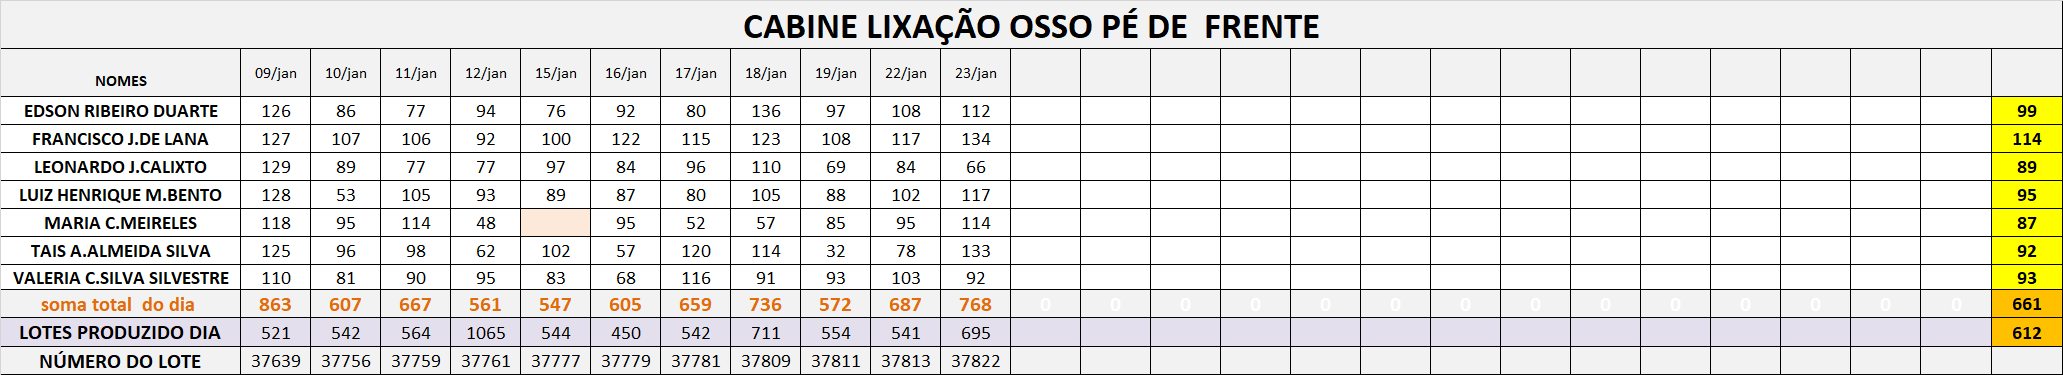 CABINE LIXAÇÃO OSSO PÉ DE  FRENTE
NOMES 09/jan 10/jan 11/jan 12/jan 15/jan 16/jan 17/jan 18/jan 19/jan 22/jan 23/jan
EDSON RIBEIRO DUARTE 126 86 77 94 76 92 80 136 97 108 112 99
FRANCISCO J.DE LANA 127 107 106 92 100 122 115 123 108 117 134 114
LEONARDO J.CALIXTO 129 89 77 77 97 84 96 110 69 84 66 89
LUIZ HENRIQUE M.BENTO 128 53 105 93 89 87 80 105 88 102 117 95
MARIA C.MEIRELES 118 95 114 48 95 52 57 85 95 114 87
TAIS A.ALMEIDA SILVA 125 96 98 62 102 57 120 114 32 78 133 92
VALERIA C.SILVA SILVESTRE 110 81 90 95 83 68 116 91 93 103 92 93
soma total  do dia 863 607 667 561 547 605 659 736 572 687 768 0 0 0 0 0 0 0 0 0 0 0 0 0 0 661
LOTES PRODUZIDO DIA 521 542 564 1065 544 450 542 711 554 541 695 612
NÚMERO DO LOTE 37639 37756 37759 37761 37777 37779 37781 37809 37811 37813 37822